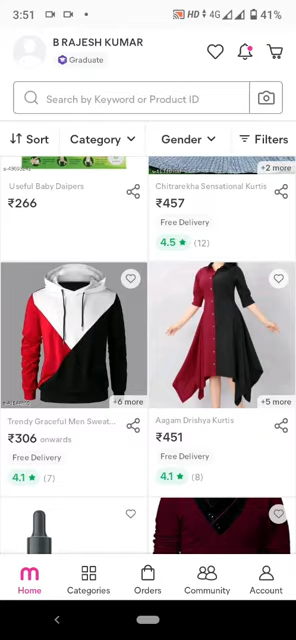 3:51
HD 4G 41%
B RAJESH KUMAR
Graduate
Search by Keyword or Product ID
Sort Category Gender Filters
+2 more
Useful Baby Daipers
₹266
Chitrarekha Sensational Kurtis
₹457
Free Delivery
4.5 (12)
+6 more
+5 more
Trendy Graceful Men Sweat...
₹306 onwards
Free Delivery
4.1 (7)
Aagam Drishya Kurtis
₹451
Free Delivery
4.1 (8)
Home Categories Orders Community Account